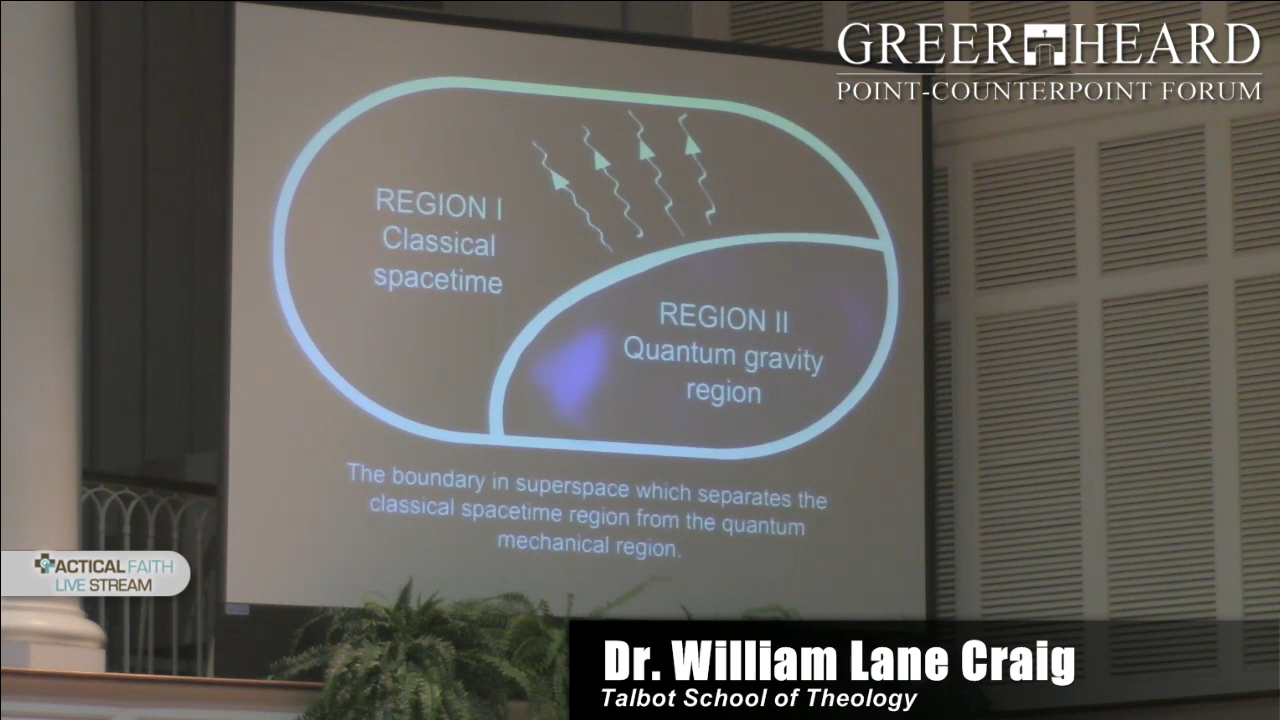 GREER HEARD
POINT-COUNTERPOINT FORUM
REGION I
Classical
spacetime
REGION II
Quantum gravity
region
The boundary in superspace which separates the
classical spacetime region from the quantum
mechanical region.
TACTICAL FAITH
LIVE STREAM
Dr. William Lane Craig
Talbot School of Theology